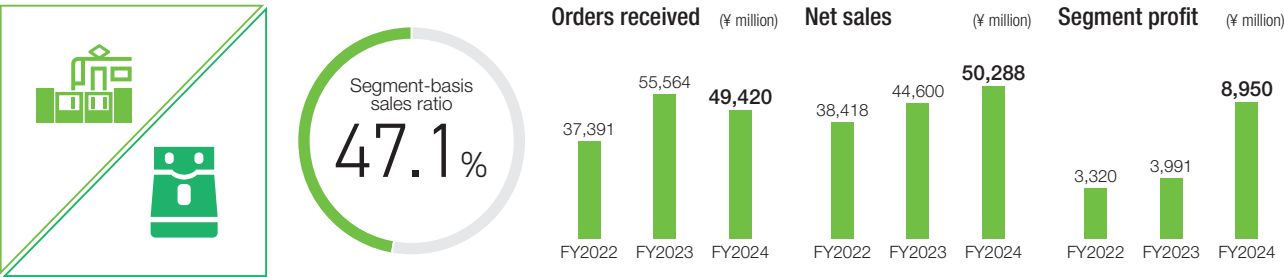 Segment-basis
sales ratio
47.1%
Orders received (¥ million)
37,391
55,564
49,420
FY2022 FY2023 FY2024
Net sales (¥ million)
38,418
44,600
50,288
FY2022 FY2023 FY2024
Segment profit (¥ million)
3,320
3,991
8,950
FY2022 FY2023 FY2024